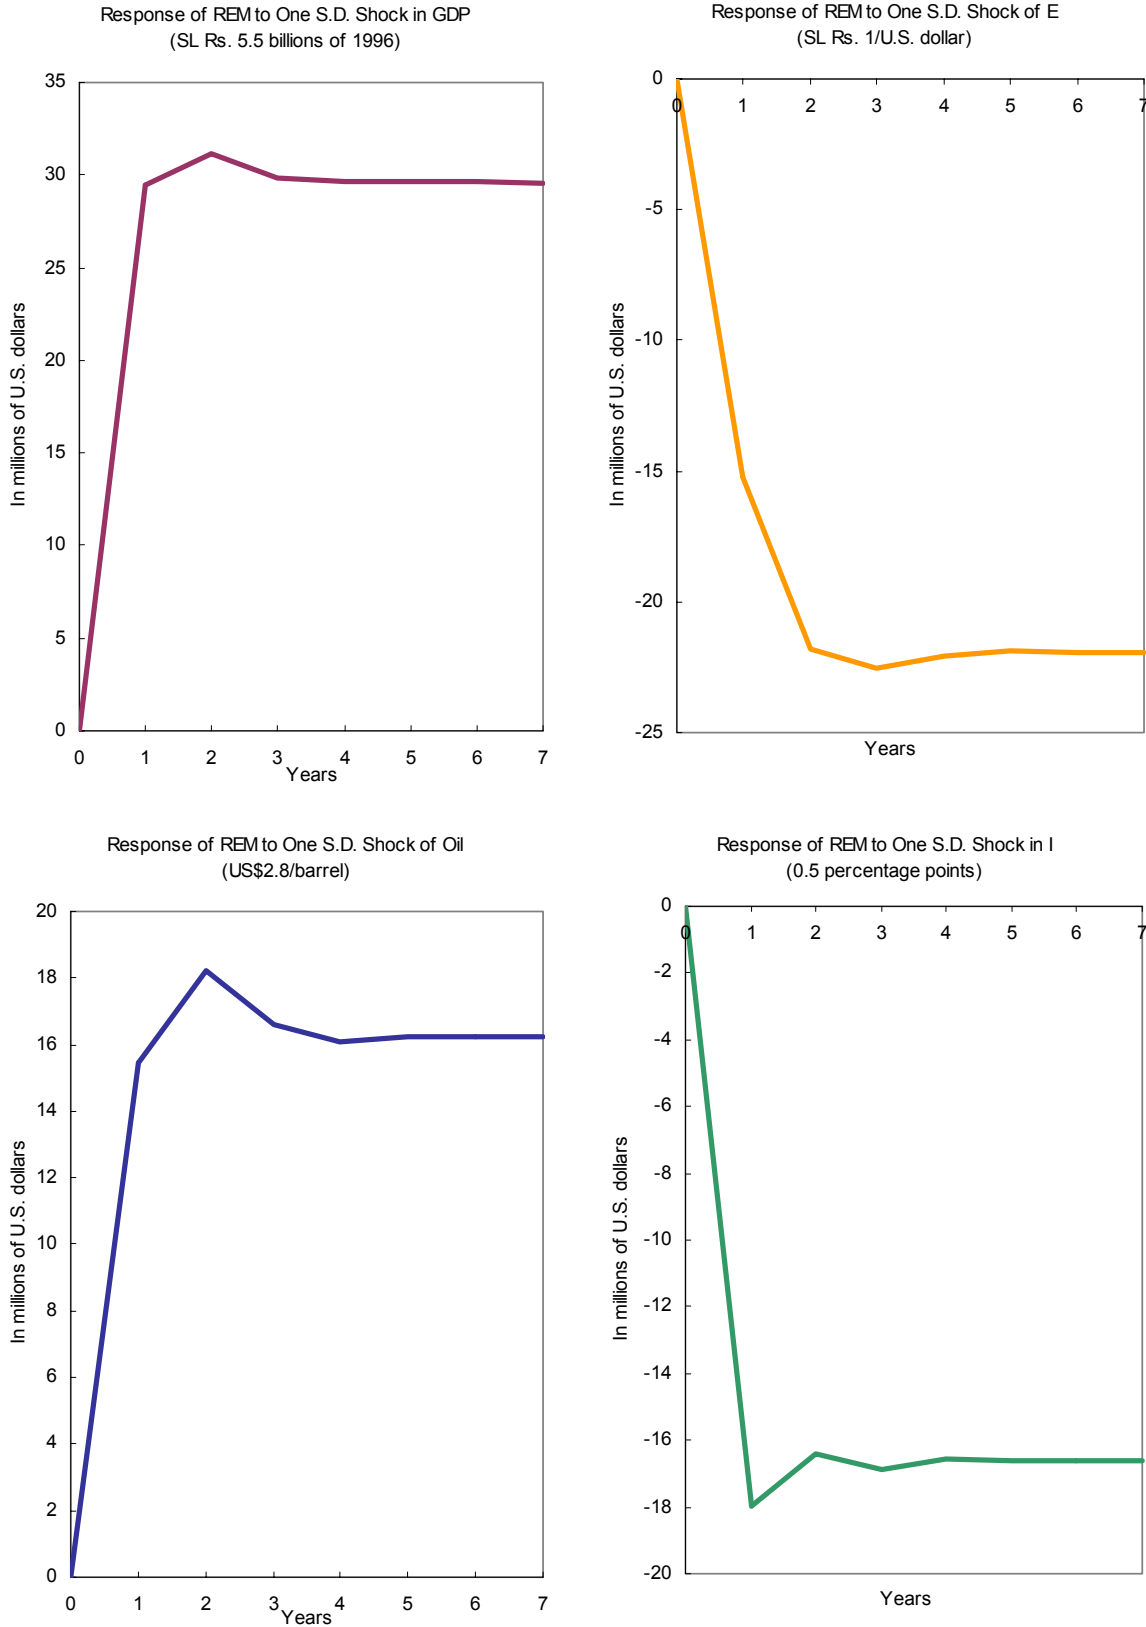 Response of REM to One S.D. Shock in GDP
(SL Rs. 5.5 billions of 1996)
35
30
25
20
15
10
5
0
In millions of U.S. dollars
0 1 2 3 4 5 6 7
Years
Response of REM to One S.D. Shock of E
(SL Rs. 1/U.S. dollar)
0
0 1 2 3 4 5 6 7
-5
-10
-15
-20
-25
In millions of U.S. dollars
Years
Response of REM to One S.D. Shock of Oil
(US$2.8/barrel)
20
18
16
14
12
10
8
6
4
2
0
In millions of U.S. dollars
0 1 2 3 4 5 6 7
Years
Response of REM to One S.D. Shock in I
(0.5 percentage points)
0
0 1 2 3 4 5 6 7
-2
-4
-6
-8
-10
-12
-14
-16
-18
-20
In millions of U.S. dollars
Years